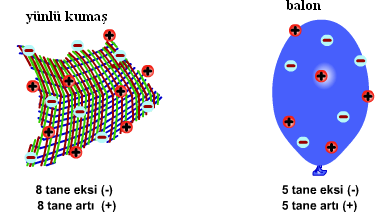 yünlü kumaş
balon
8 tane eksi (-)
8 tane artı (+)
5 tane eksi (-)
5 tane artı (+)